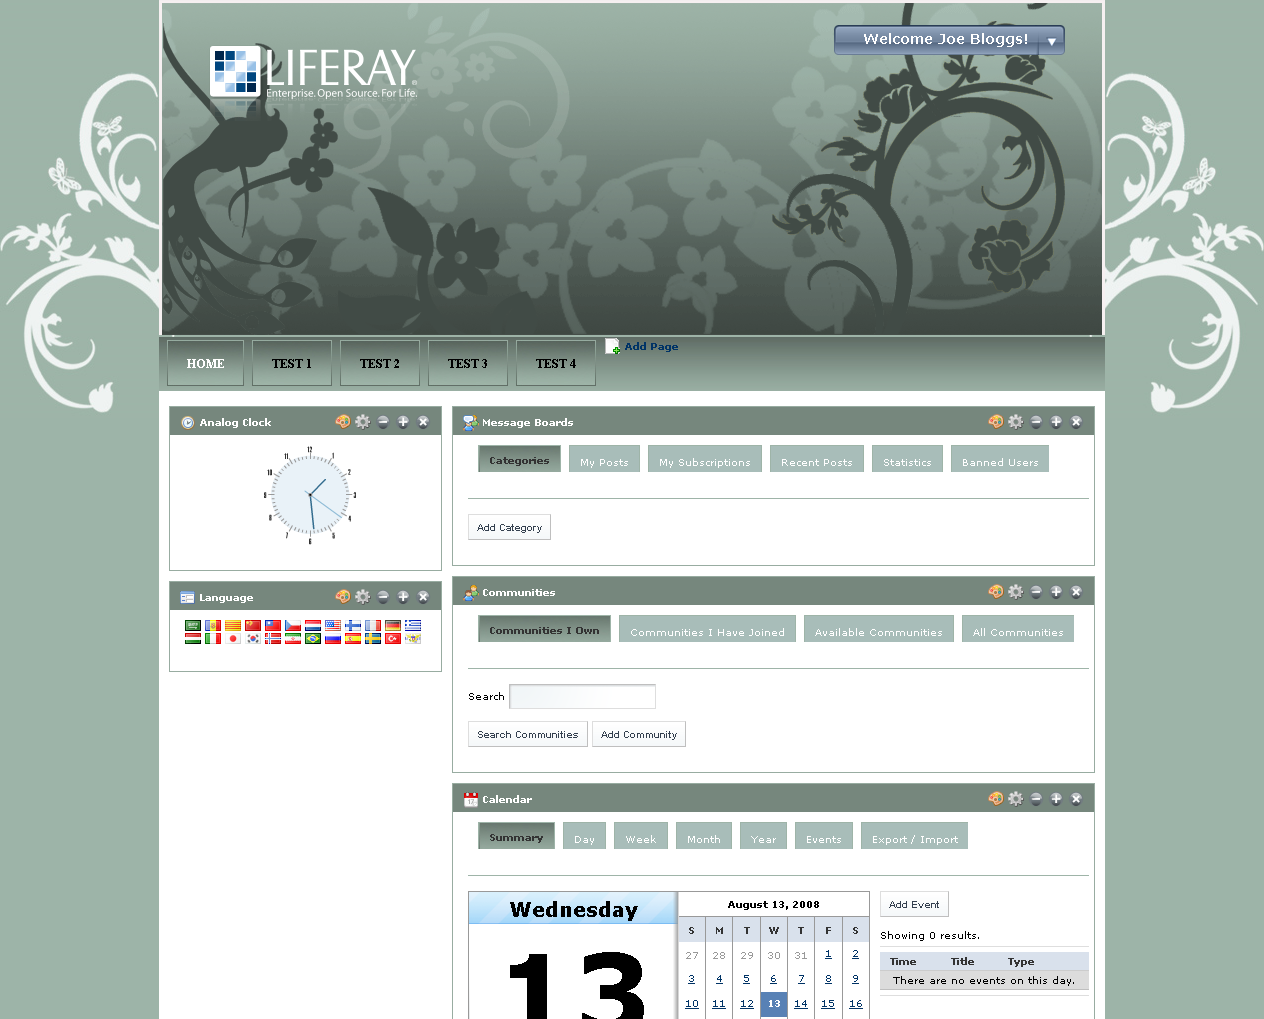 Welcome Joe Bloggs!
LIFERAY
Enterprise. Open Source. For Life.
HOME TEST 1 TEST 2 TEST 3 TEST 4 Add Page
Analog Clock
12
1
2
3
4
5
6
7
8
9
10
11
Language
Message Boards
Categories My Posts My Subscriptions Recent Posts Statistics Banned Users
Add Category
Communities
Communities I Own Communities I Have Joined Available Communities All Communities
Search
Search Communities Add Community
Calendar
Summary Day Week Month Year Events Export / Import
Wednesday
13
August 13, 2008
S M T W T F S
27 28 29 30 31 1 2
3 4 5 6 7 8 9
10 11 12 13 14 15 16
Add Event
Showing 0 results.
Time Title Type
There are no events on this day.